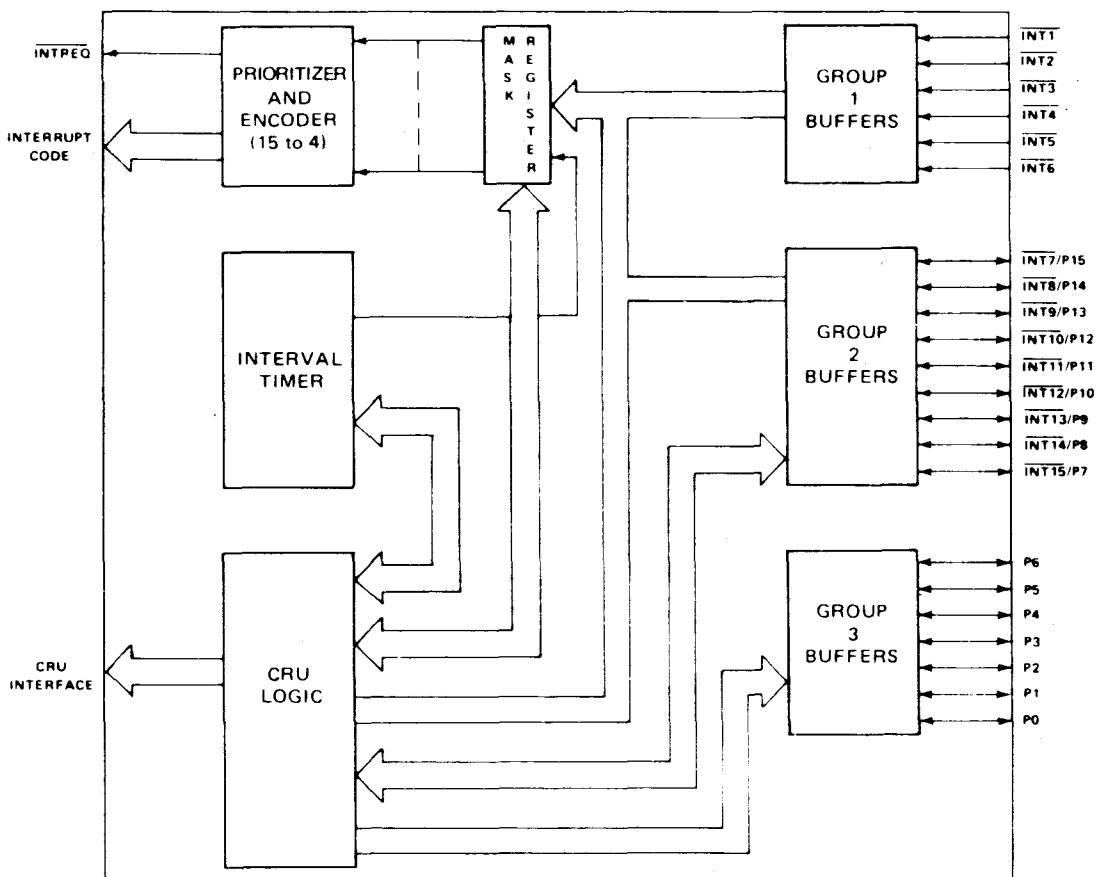 INTREQ
INTERRUPT
CODE
PRIORITIZER
AND
ENCODER
(15 to 4)
MASK
REGISTER
GROUP
1
BUFFERS
INT1
INT2
INT3
INT4
INT5
INT6
INTERVAL
TIMER
GROUP
2
BUFFERS
INT7/P15
INT8/P14
INT9/P13
INT10/P12
INT11/P11
INT12/P10
INT13/P9
INT14/P8
INT15/P7
CRU
INTERFACE
CRU
LOGIC
GROUP
3
BUFFERS
P6
P5
P4
P3
P2
P1
P0